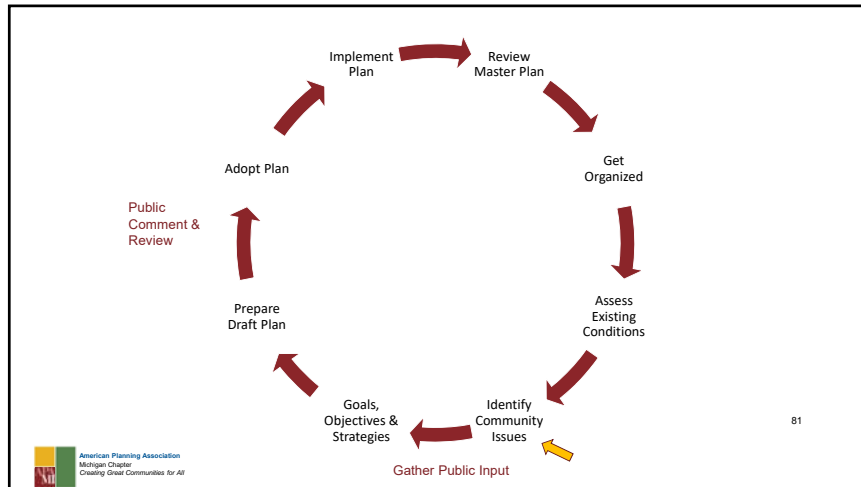 Implement
Plan
Review
Master Plan
Get
Organized
Assess
Existing
Conditions
Identify
Community
Issues
Gather Public Input
Goals,
Objectives &
Strategies
Prepare
Draft Plan
Public
Comment &
Review
Adopt Plan
81
American Planning Association
Michigan Chapter
Creating Great Communities for All